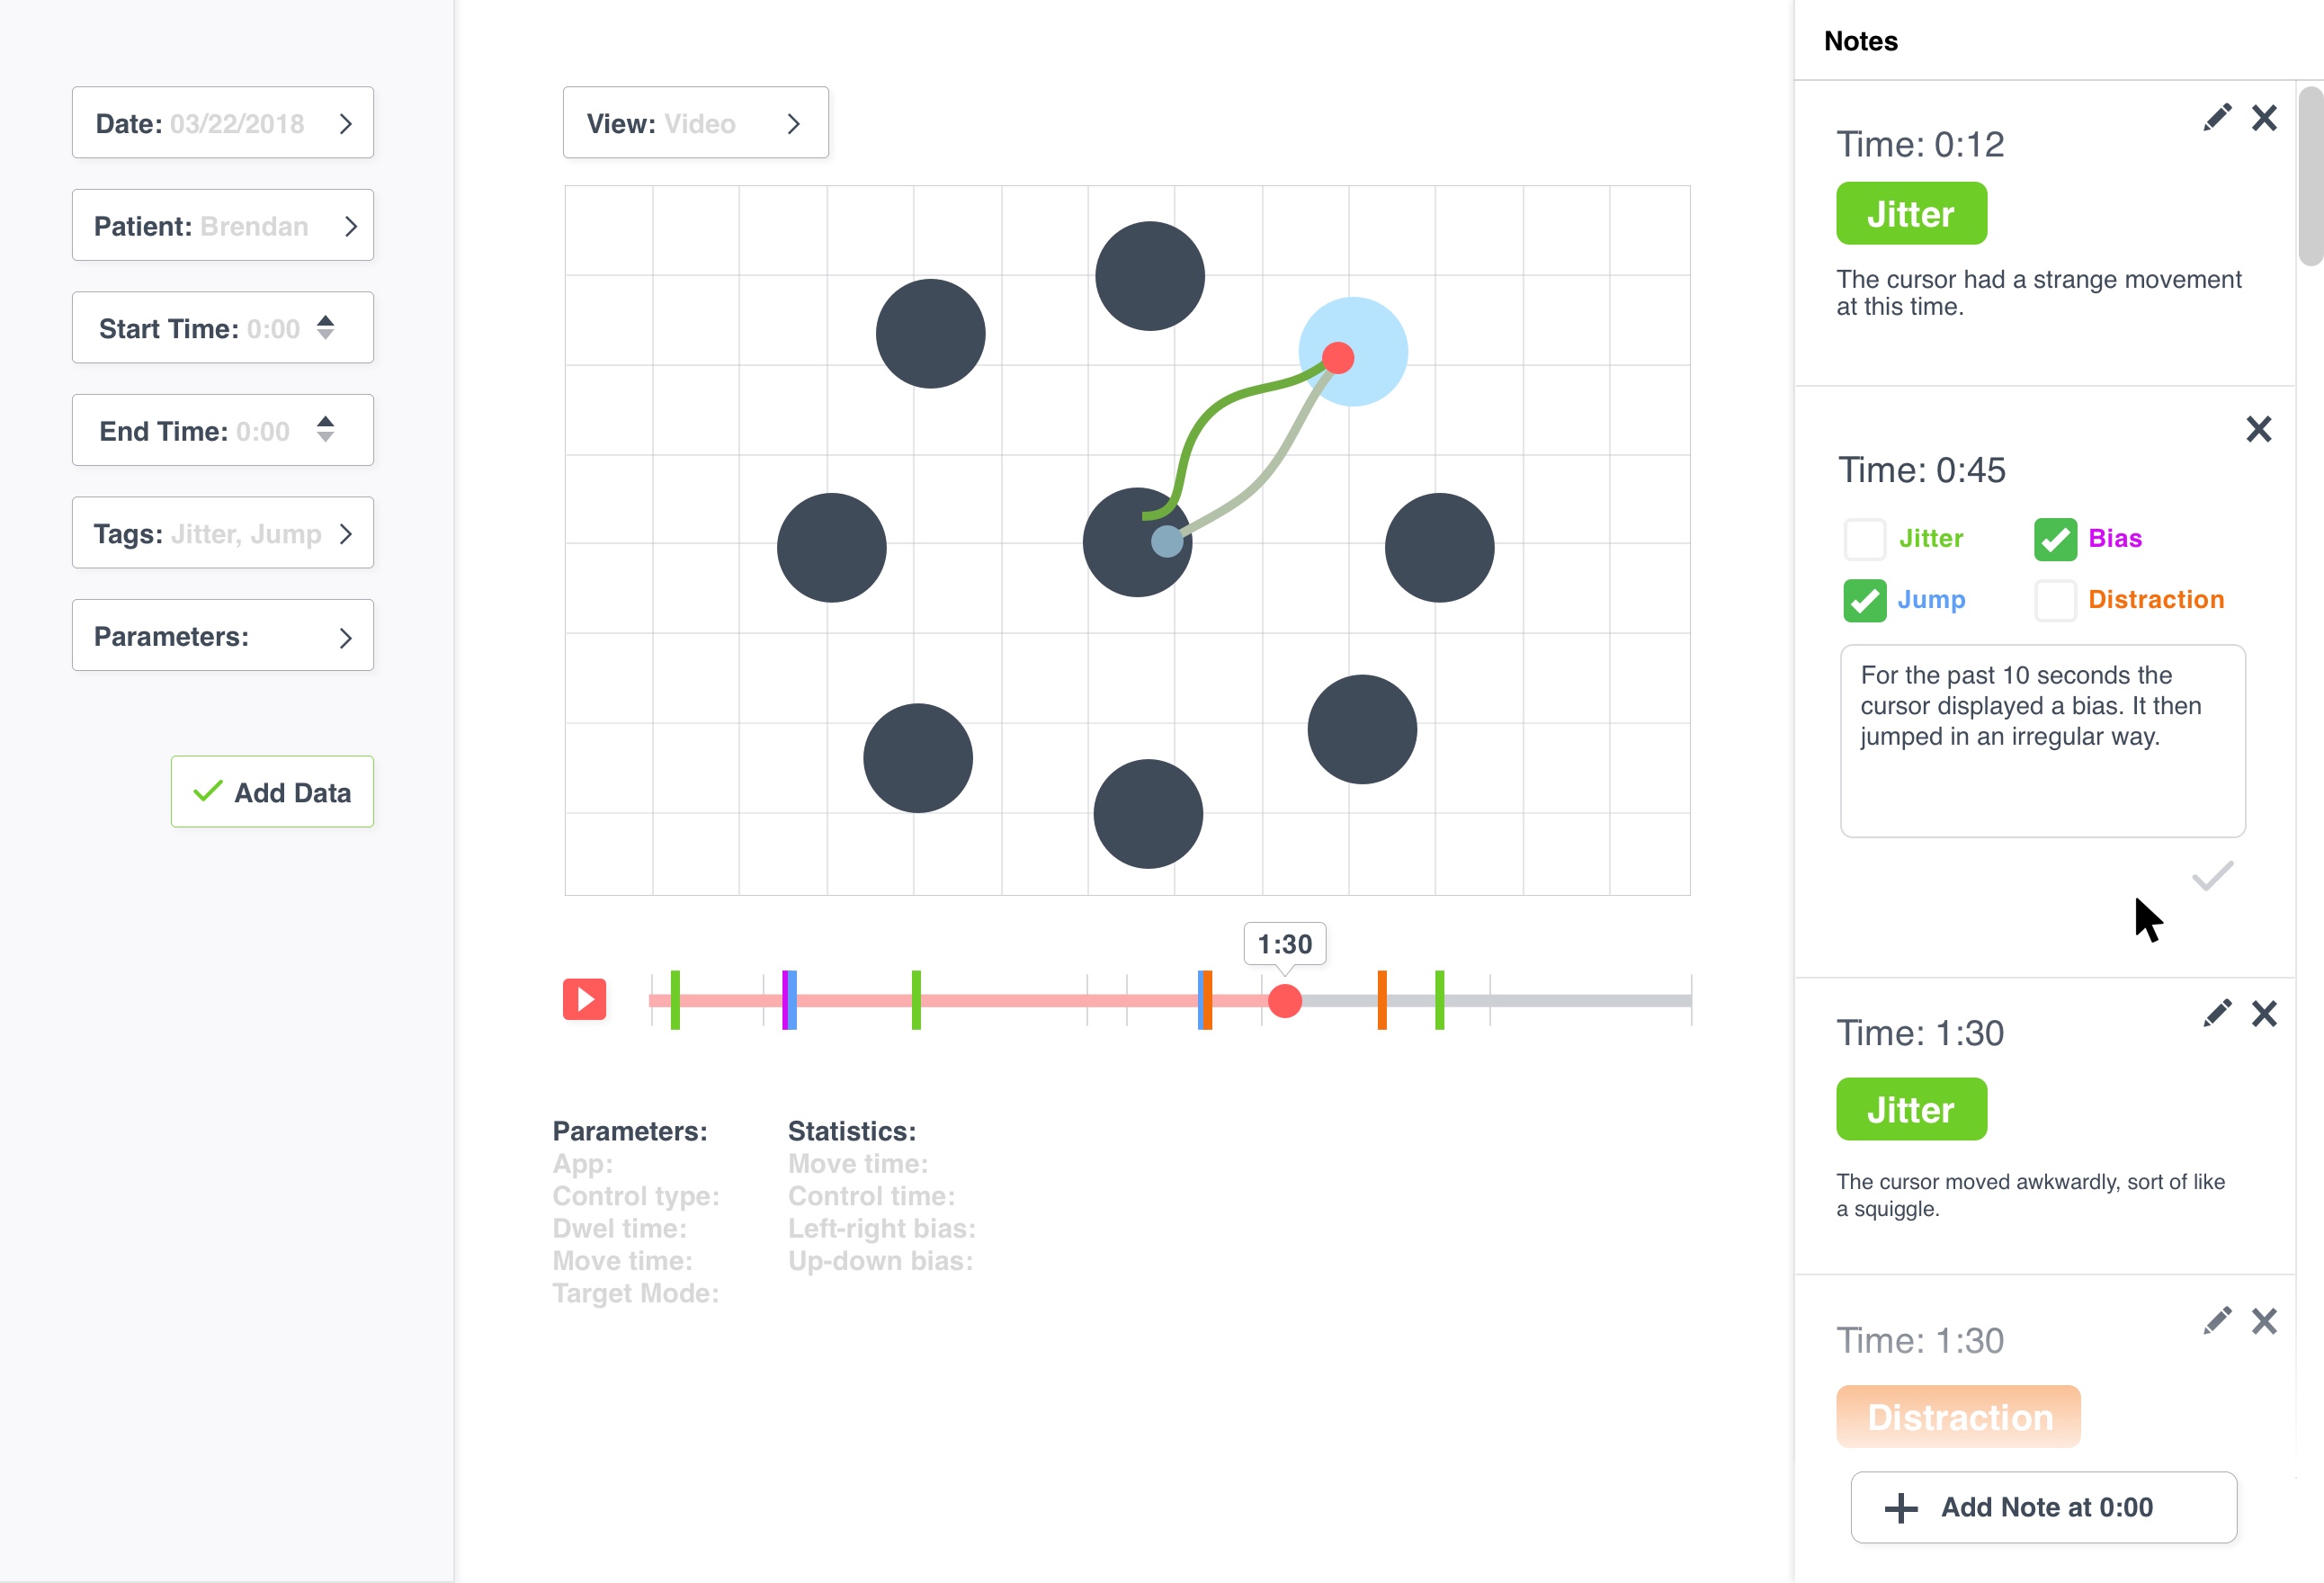 Date: 03/22/2018
Patient: Brendan
Start Time: 0:00
End Time: 0:00
Tags: Jitter, Jump
Parameters:
Add Data
View: Video
1:30
Parameters:
App:
Control type:
Dwel time:
Move time:
Target Mode:
Statistics:
Move time:
Control time:
Left-right bias:
Up-down bias:
Notes
Time: 0:12
Jitter
The cursor had a strange movement
at this time.
Time: 0:45
Jitter
Bias
Jump
Distraction
For the past 10 seconds the
cursor displayed a bias. It then
jumped in an irregular way.
Time: 1:30
Jitter
The cursor moved awkwardly, sort of like
a squiggle.
Time: 1:30
Distraction
Add Note at 0:00